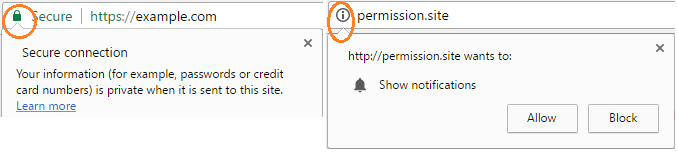 Secure | https://example.com
Secure connection
Your information (for example, passwords or credit
card numbers) is private when it is sent to this site.
Learn more
permission.site
http://permission.site wants to:
Show notifications
Allow Block